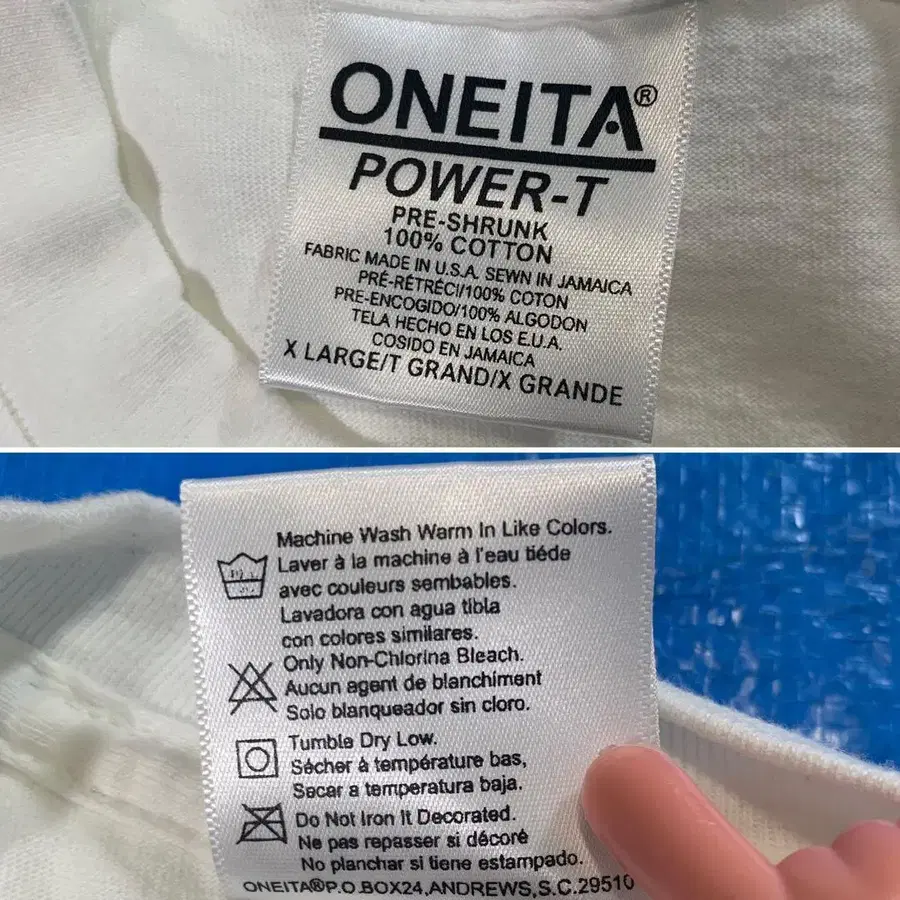 ONEITA®
POWER-T
PRE-SHRUNK
100% COTTON
FABRIC MADE IN U.S.A. SEWN IN JAMAICA
PRÉ-RÉTRÉCI/100% COTON
PRE-ENCOGIDO/100% ALGODON
TELA HECHO EN LOS E.U.A.
COSIDO EN JAMAICA
X LARGE/T GRAND/X GRANDE
Machine Wash Warm In Like Colors.
Laver à la machine à l'eau tiéde
avec couleurs sembables.
Lavadora con agua tibla
con colores similares.
Only Non-Chlorina Bleach.
Aucun agent de blanchiment
Solo blanqueador sin cloro.
Tumble Dry Low.
Sécher à température bas,
Secar a temperatura baja.
Do Not Iron It Decorated.
Ne pas repasser si décoré
No planchar si tiene estampado.
ONEITA®P.O.BOX24,ANDREWS,S.C.29510